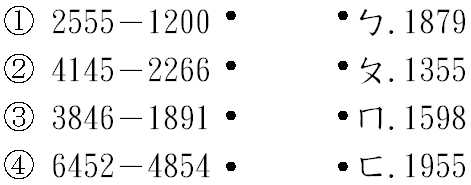 ① 2555－1200 • • ㄅ. 1879
② 4145－2266 • • ㄆ. 1355
③ 3846－1891 • • ㄇ. 1598
④ 6452－4854 • • ㄈ. 1955